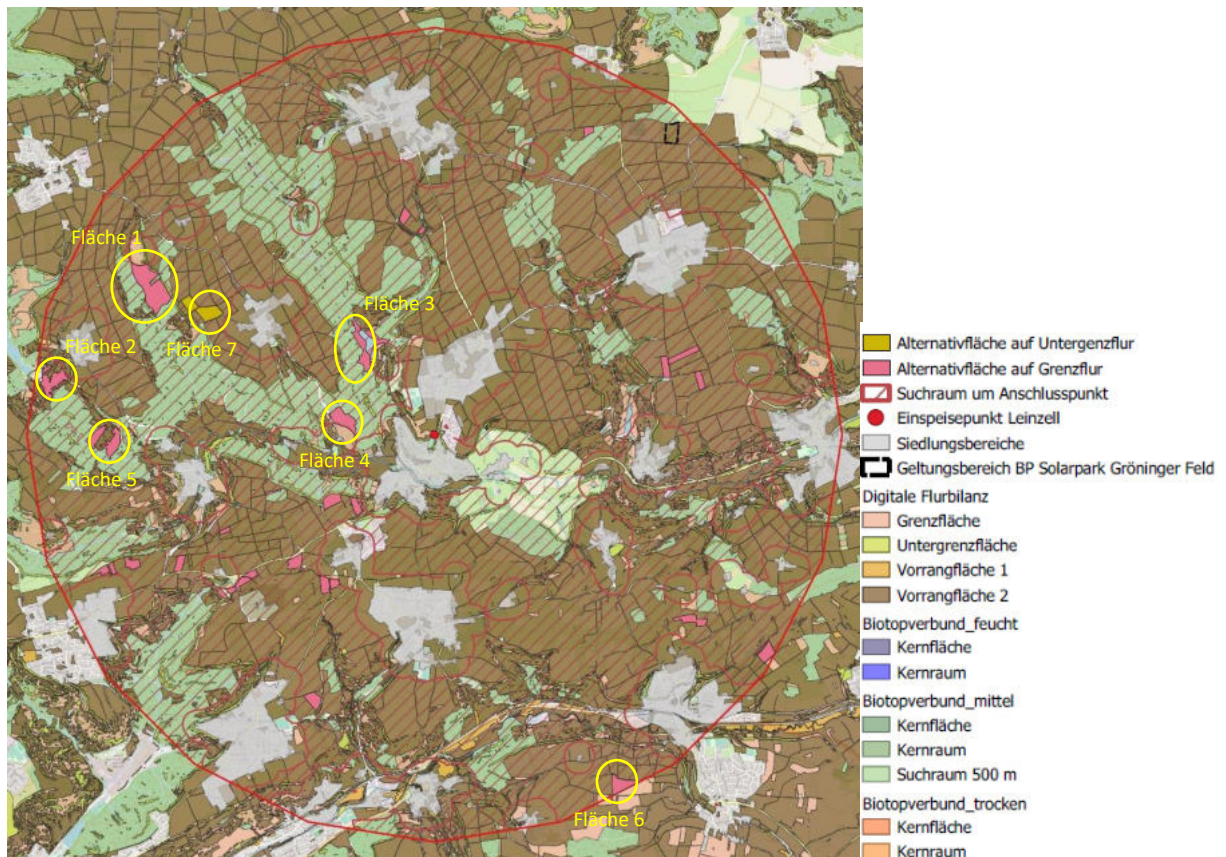 Fläche 1
Fläche 2
Fläche 7
Fläche 3
Fläche 4
Fläche 5
Fläche 6
Alternativfläche auf Untergenzflur
Alternativfläche auf Grenzflur
Suchraum um Anschlusspunkt
Einspeisepunkt Leinzell
Siedlungsbereiche
Geltungsbereich BP Solarpark Gröninger Feld
Digitale Flurbilanz
Grenzfläche
Untergrenzfläche
Vorrangfläche 1
Vorrangfläche 2
Biotopverbund_feucht
Kernfläche
Kernraum
Biotopverbund_mittel
Kernfläche
Kernraum
Suchraum 500 m
Biotopverbund_trocken
Kernfläche
Kernraum